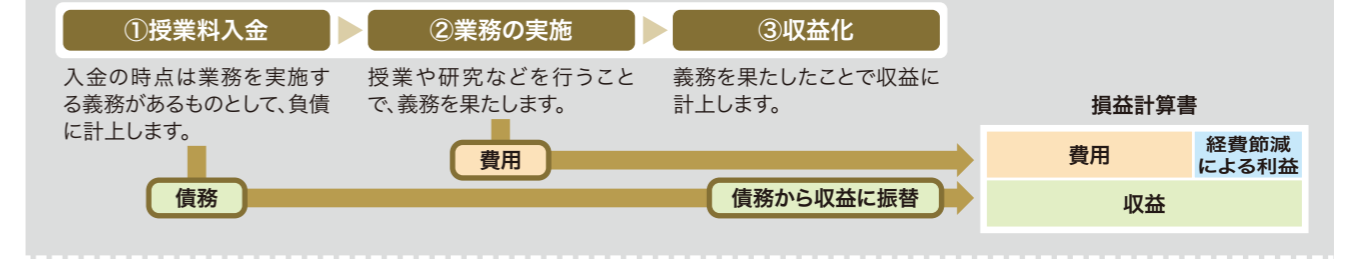 ①授業料入金
②業務の実施
③収益化
入金の時点は業務を実施す
る義務があるものとして、負債
に計上します。
授業や研究などを行うこと
で、義務を果たします。
義務を果たしたことで収益に
計上します。
損益計算書
費用
債務
債務から収益に振替
費用
経費節減
による利益
収益